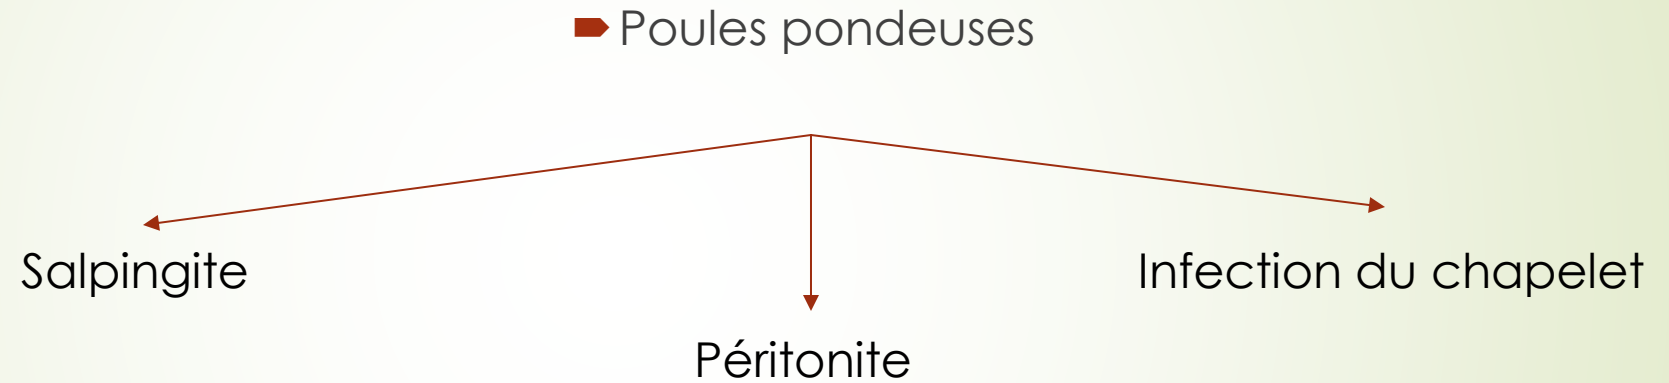 Poules pondeuses
Salpingite
Infection du chapelet
Péritonite